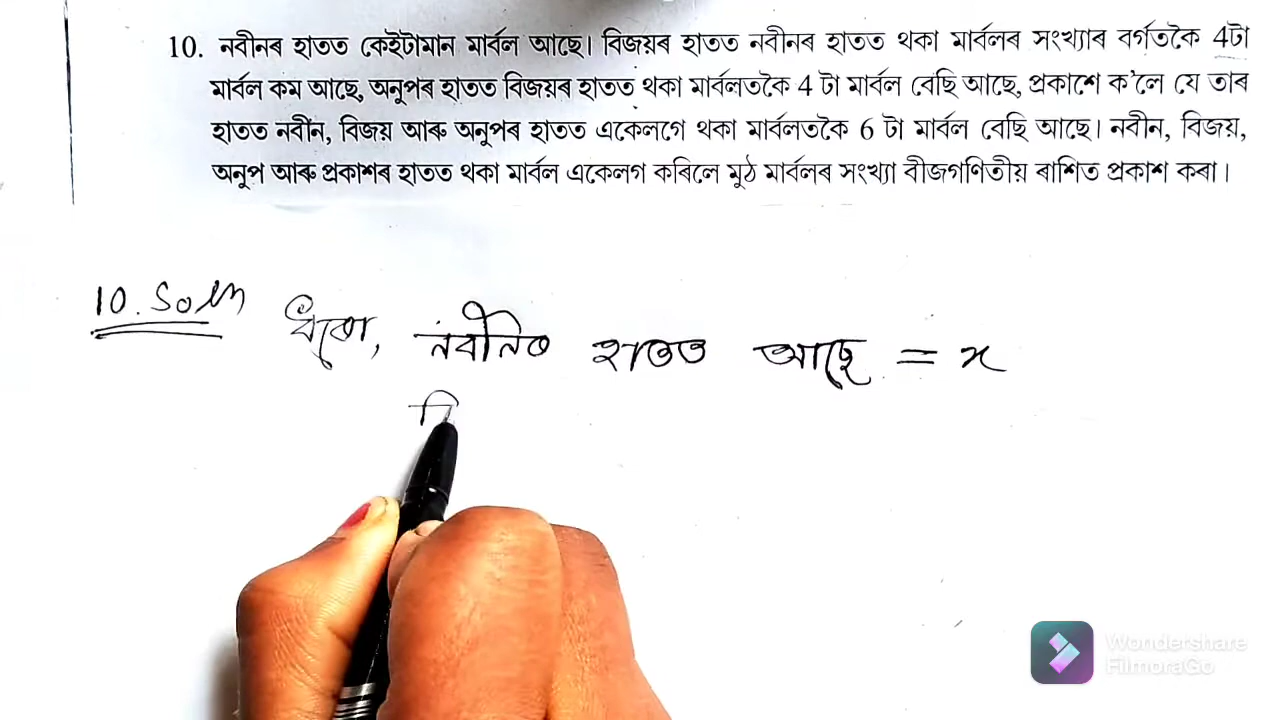 10. নবীনৰ হাতত কেইটামান মাৰ্বল আছে। বিজয়ৰ হাতত নবীনৰ হাতত থকা মাৰ্বলৰ সংখ্যাৰ বৰ্গতকৈ 4টা
মাৰ্বল কম আছে, অনুপৰ হাতত বিজয়ৰ হাতত থকা মাৰ্বলতকৈ 4 টা মাৰ্বল বেছি আছে, প্ৰকাশে ক'লে যে তাৰ
হাতত নবীন, বিজয় আৰু অনুপৰ হাতত একেলগে থকা মাৰ্বলতকৈ 6 টা মাৰ্বল বেছি আছে। নবীন, বিজয়,
অনুপ আৰু প্ৰকাশৰ হাতত থকা মাৰ্বল একেলগ কৰিলে মুঠ মাৰ্বলৰ সংখ্যা বীজগণিতীয় ৰাশিত প্ৰকাশ কৰা।
10. Soln ধৰো, নবীনত হাতত আছে = x
Wondershare
FilmoraGo